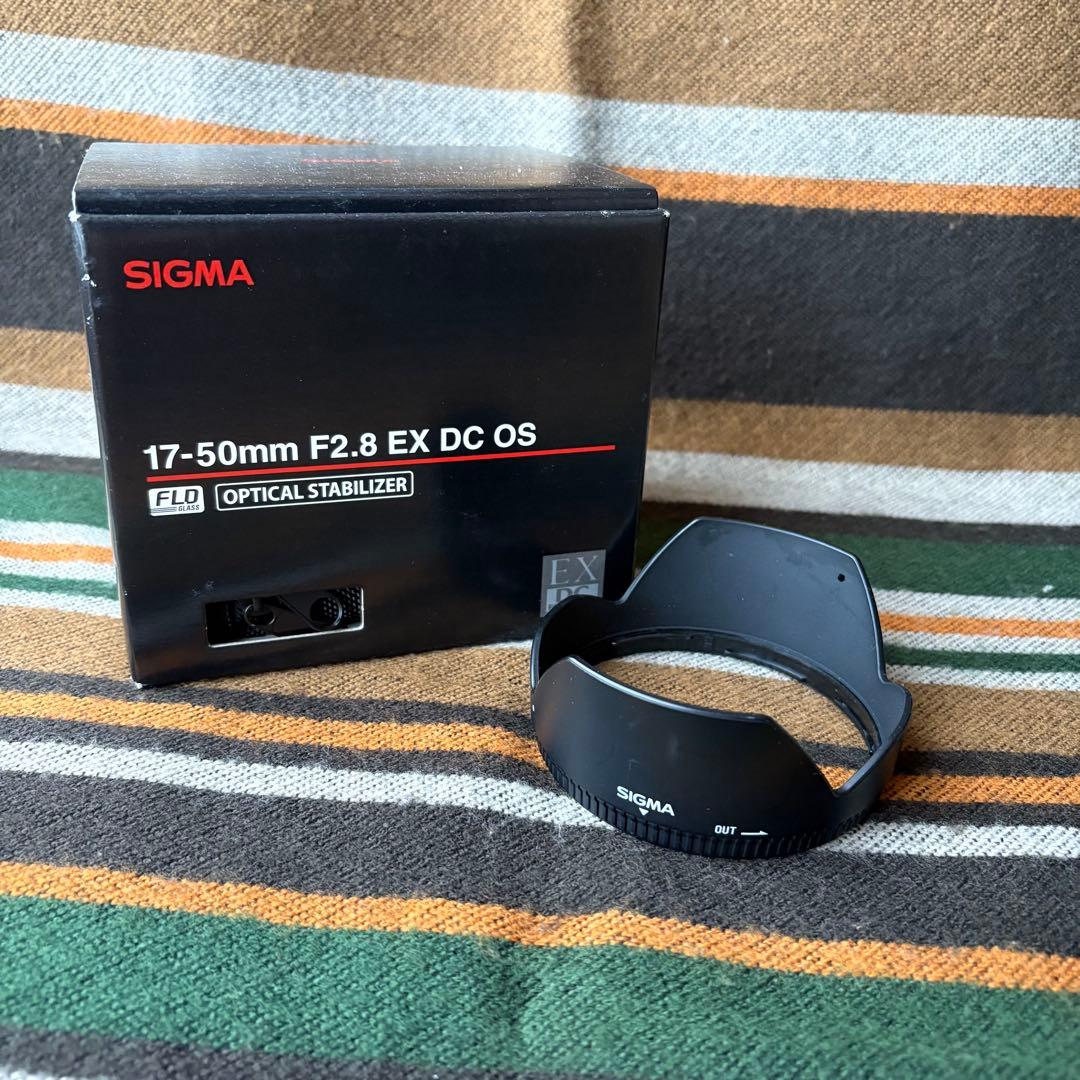 SIGMA
17-50mm F2.8 EX DC OS
FLD
GLASS
OPTICAL STABILIZER
EX
SIGMA
OUT